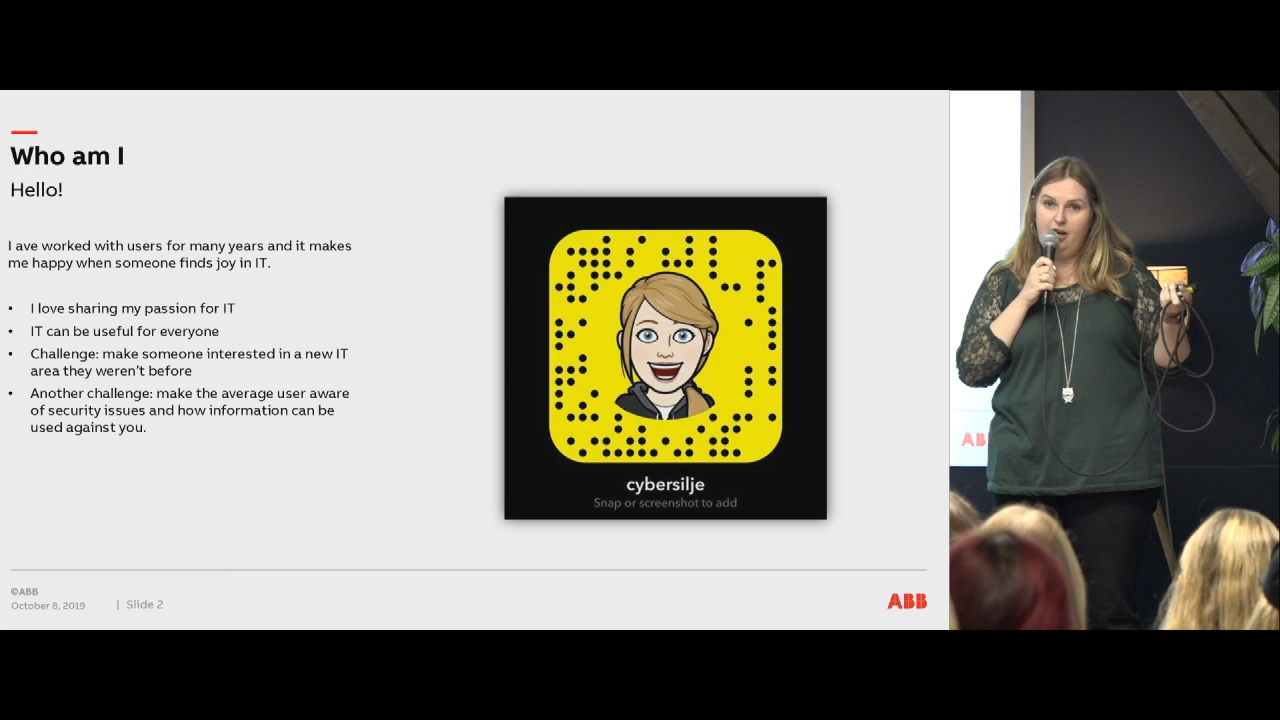 Who am I
Hello!
I ave worked with users for many years and it makes
me happy when someone finds joy in IT.
• I love sharing my passion for IT
• IT can be useful for everyone
• Challenge: make someone interested in a new IT
area they weren't before
• Another challenge: make the average user aware
of security issues and how information can be
used against you.
cybersilje
Snap or screenshot to add
©ABB
October 8, 2019 | Slide 2
ABB
AB